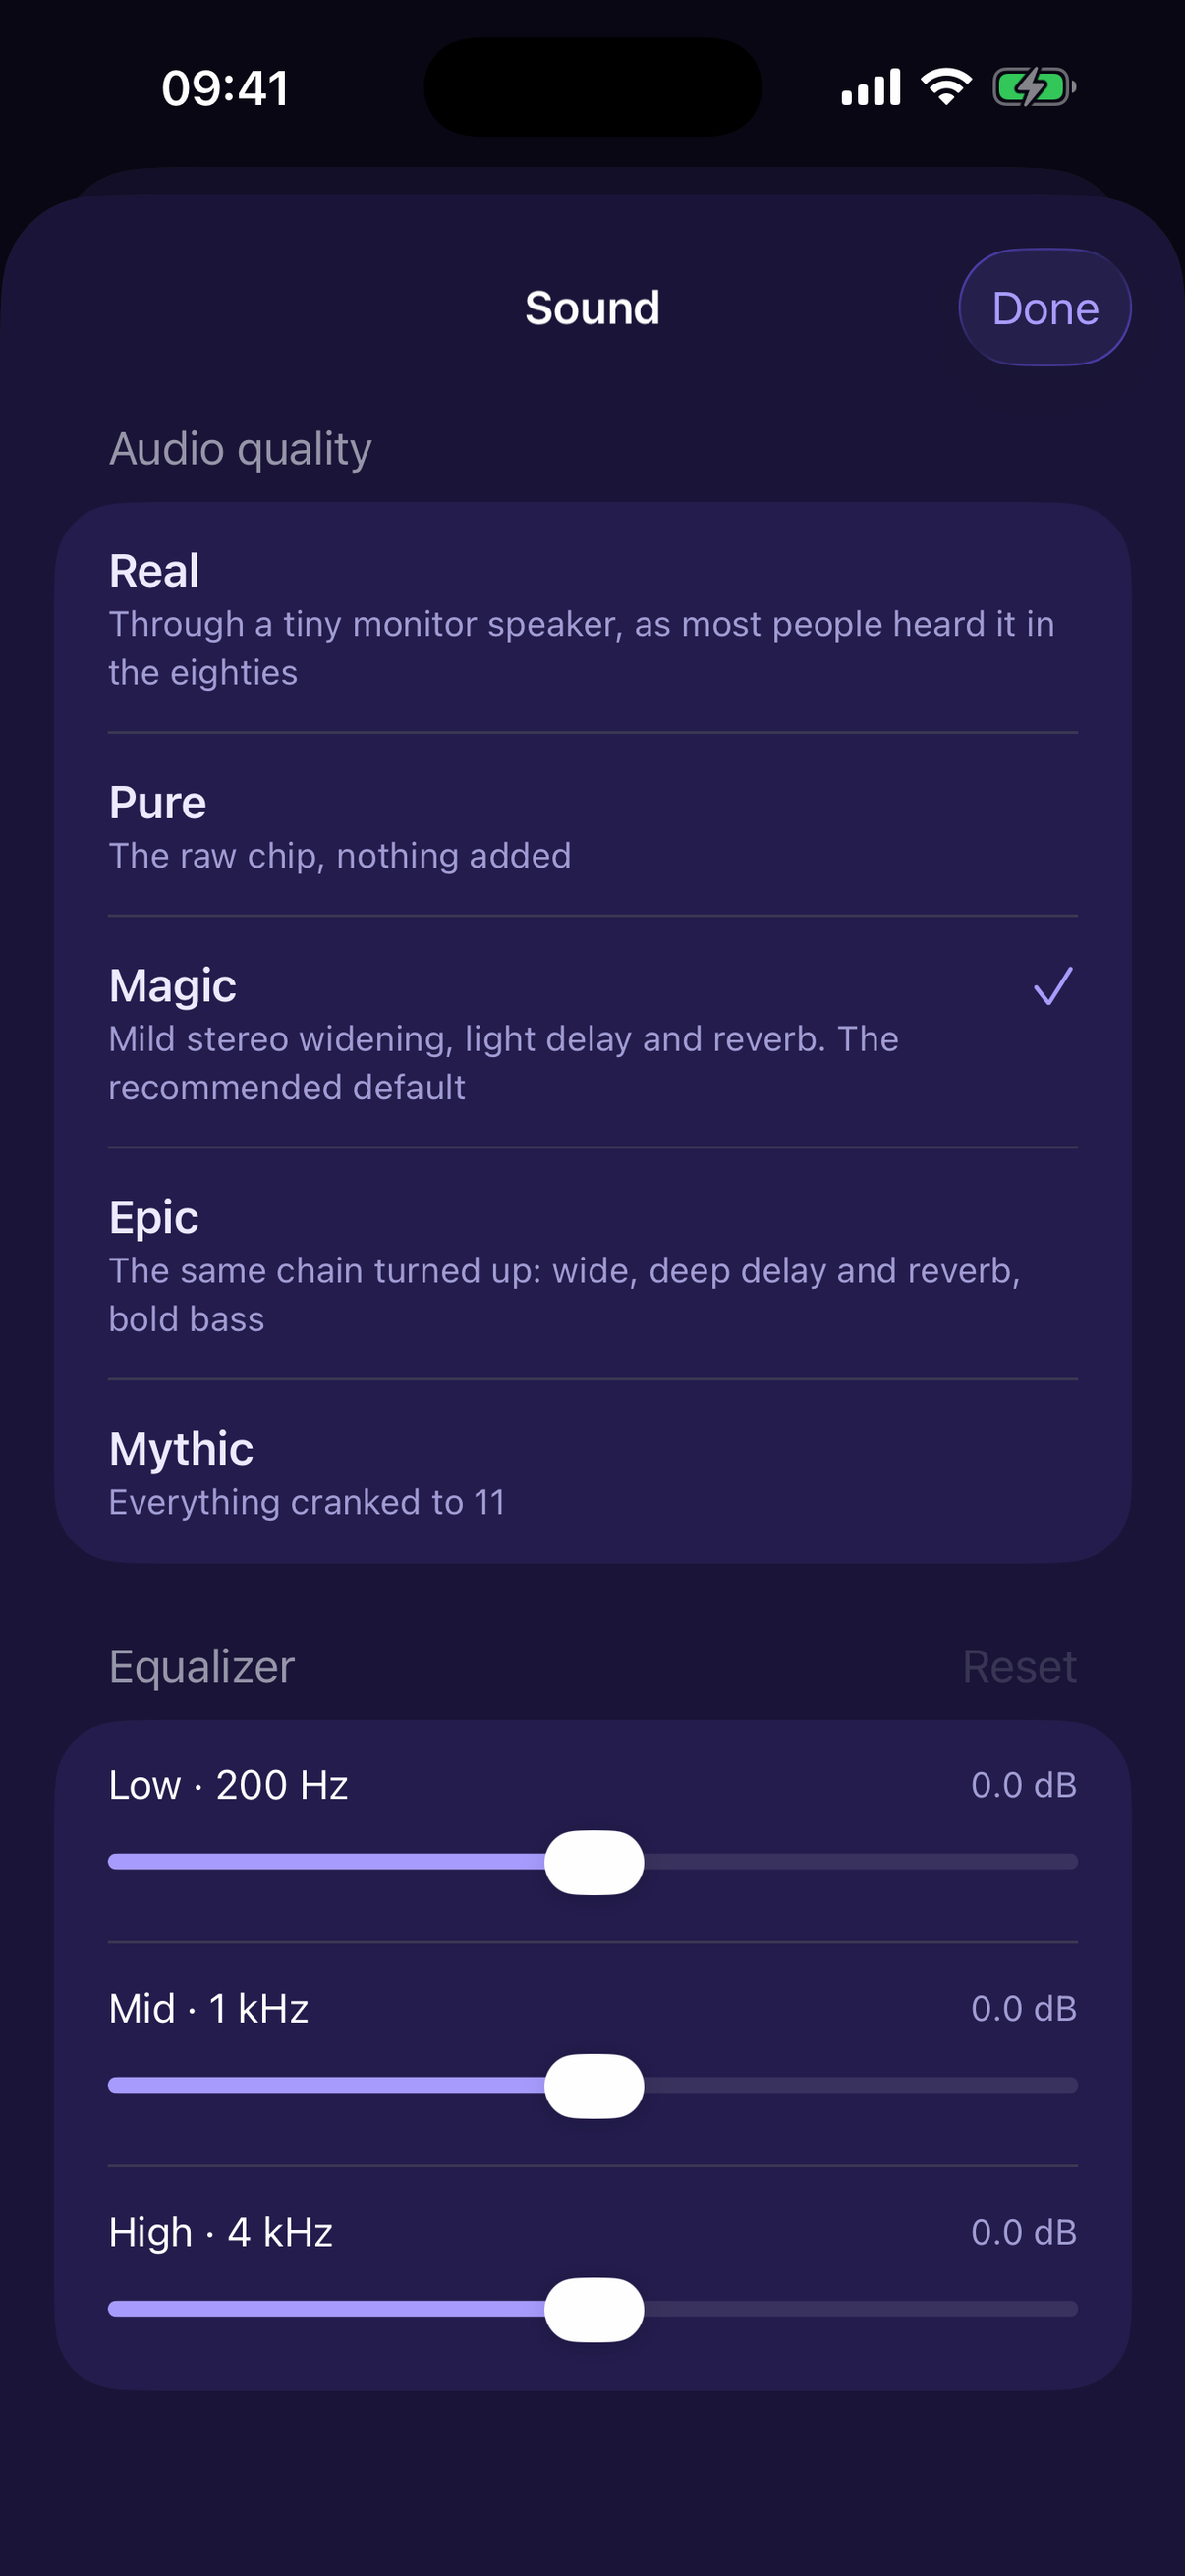 09:41
Sound
Done
Audio quality
Real
Through a tiny monitor speaker, as most people heard it in
the eighties
Pure
The raw chip, nothing added
Magic
Mild stereo widening, light delay and reverb. The
recommended default
Epic
The same chain turned up: wide, deep delay and reverb,
bold bass
Mythic
Everything cranked to 11
Equalizer
Reset
Low · 200 Hz
0.0 dB
Mid · 1 kHz
0.0 dB
High · 4 kHz
0.0 dB